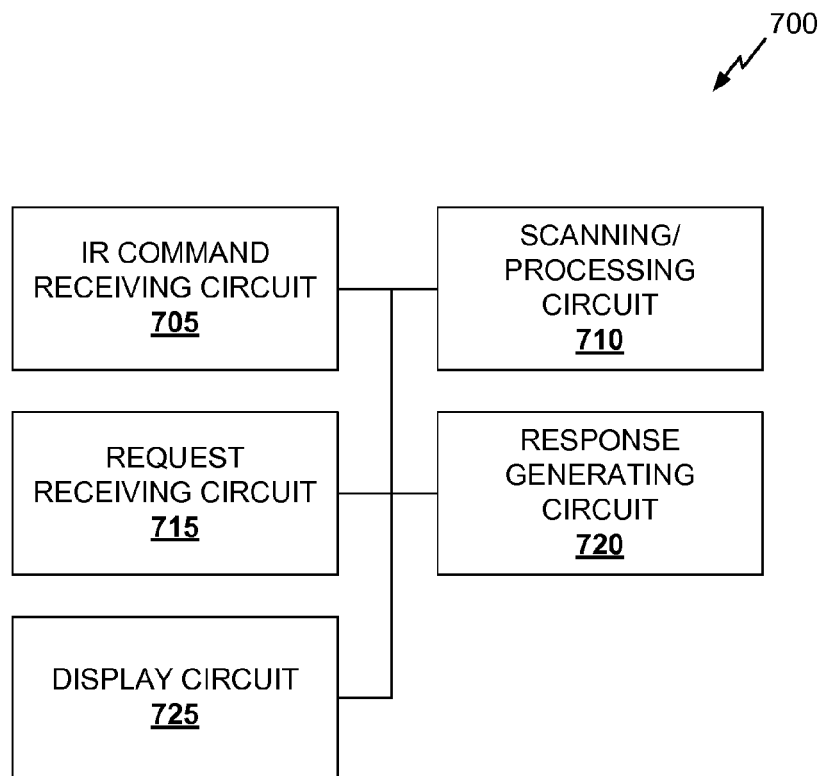 700
IR COMMAND
RECEIVING CIRCUIT
705
SCANNING/
PROCESSING
CIRCUIT
710
REQUEST
RECEIVING CIRCUIT
715
RESPONSE
GENERATING
CIRCUIT
720
DISPLAY CIRCUIT
725